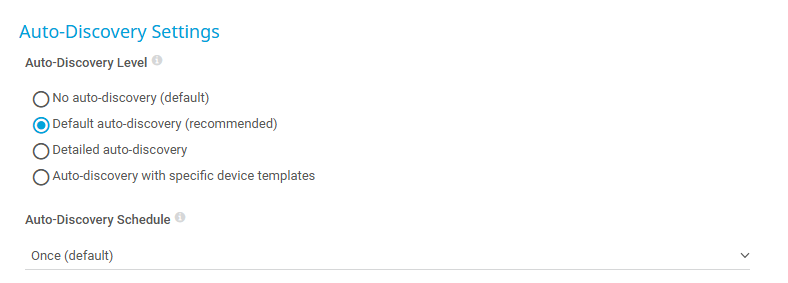 Auto-Discovery Settings
Auto-Discovery Level
No auto-discovery (default)
Default auto-discovery (recommended)
Detailed auto-discovery
Auto-discovery with specific device templates
Auto-Discovery Schedule
Once (default)